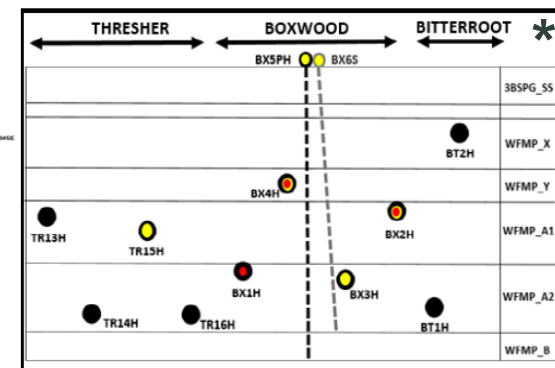 THRESHER BOXWOOD BITTERROOT *
BX5PH BX6S
3BSPG_SS
WFMP_X
BT2H
BX4H WFMP_Y
TR13H TR15H BX2H WFMP_A1
BX1H BX3H WFMP_A2
TR14H TR16H BT1H
WFMP_B